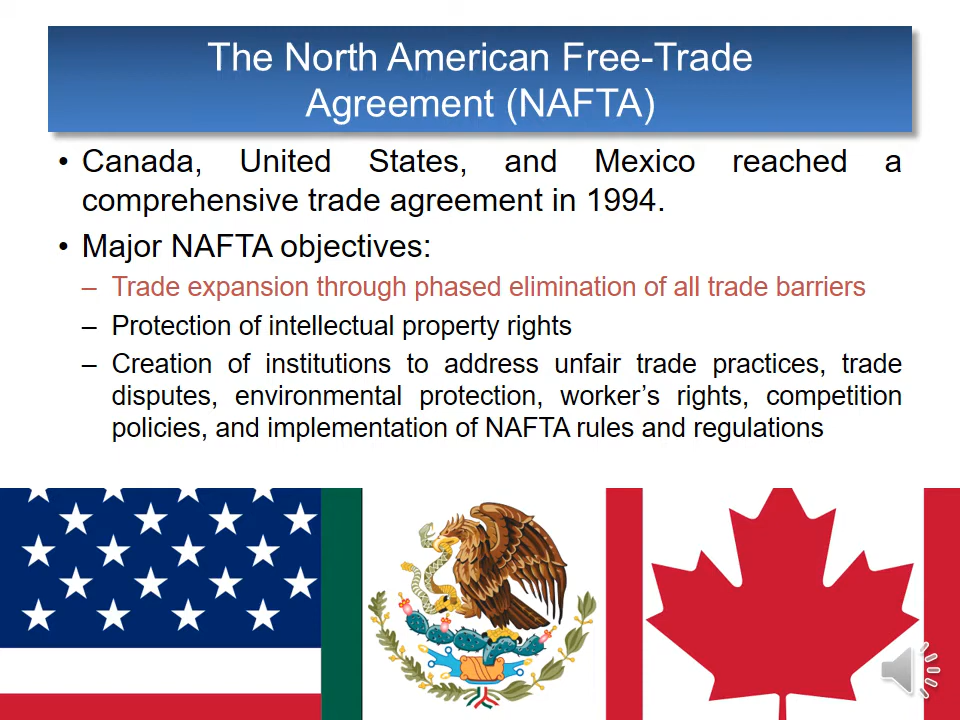 The North American Free-Trade
Agreement (NAFTA)
• Canada, United States, and Mexico reached a
comprehensive trade agreement in 1994.
• Major NAFTA objectives:
– Trade expansion through phased elimination of all trade barriers
– Protection of intellectual property rights
– Creation of institutions to address unfair trade practices, trade
disputes, environmental protection, worker’s rights, competition
policies, and implementation of NAFTA rules and regulations